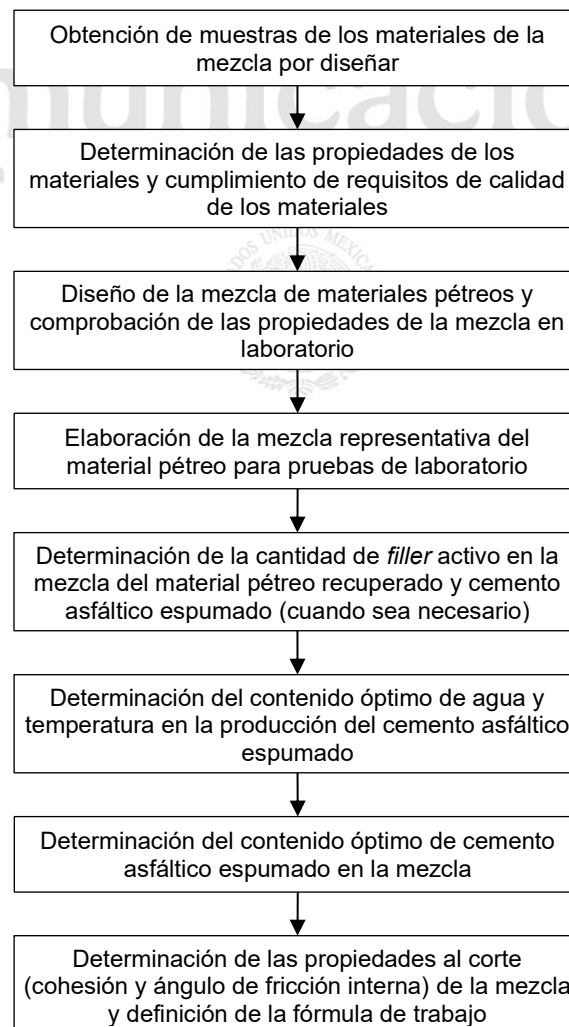 Obtención de muestras de los materiales de la
mezcla por diseñar
Determinación de las propiedades de los
materiales y cumplimiento de requisitos de calidad
de los materiales
Diseño de la mezcla de materiales pétreos y
comprobación de las propiedades de la mezcla en
laboratorio
Elaboración de la mezcla representativa del
material pétreo para pruebas de laboratorio
Determinación de la cantidad de filler activo en la
mezcla del material pétreo recuperado y cemento
asfáltico espumado (cuando sea necesario)
Determinación del contenido óptimo de agua y
temperatura en la producción del cemento asfáltico
espumado
Determinación del contenido óptimo de cemento
asfáltico espumado en la mezcla
Determinación de las propiedades al corte
(cohesión y ángulo de fricción interna) de la mezcla
y definición de la fórmula de trabajo